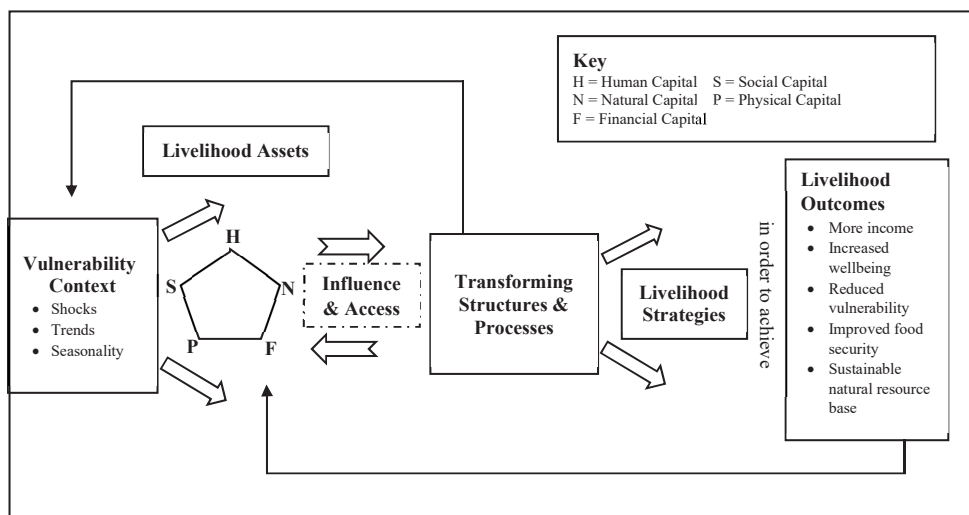 Key
H = Human Capital S = Social Capital
N = Natural Capital P = Physical Capital
F = Financial Capital
Livelihood Assets
Vulnerability
Context
• Shocks
• Trends
• Seasonality
H
S
N
P
F
Influence
& Access
Transforming
Structures &
Processes
Livelihood
Strategies
in order to achieve
Livelihood
Outcomes
• More income
• Increased
wellbeing
• Reduced
vulnerability
• Improved food
security
• Sustainable
natural resource
base